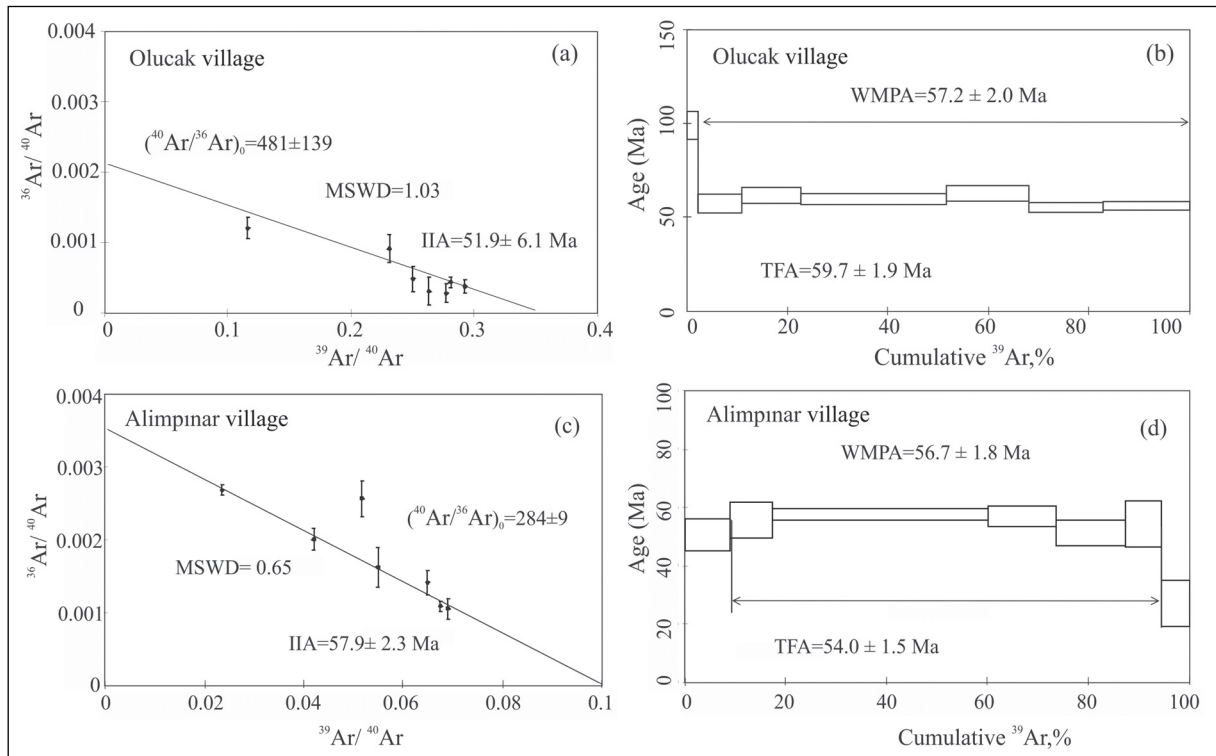 0.004
Olucak village
(a)
0.003
(⁴⁰Ar/³⁶Ar)₀=481±139
³⁶Ar/ ⁴⁰Ar
0.002
MSWD=1.03
0.001
IIA=51.9± 6.1 Ma
0
0 0.1 0.2 0.3 0.4
³⁹Ar/ ⁴⁰Ar
150
Olucak village
(b)
WMPA=57.2 ± 2.0 Ma
100
Age (Ma)
50
TFA=59.7 ± 1.9 Ma
0
0 20 40 60 80 100
Cumulative ³⁹Ar,%
0.004
Alimpınar village
(c)
0.003
(⁴⁰Ar/³⁶Ar)₀=284±9
³⁶Ar/ ⁴⁰Ar
0.002
MSWD= 0.65
0.001
IIA=57.9± 2.3 Ma
0
0 0.02 0.04 0.06 0.08 0.1
³⁹Ar/ ⁴⁰Ar
100
Alimpınar village
(d)
80
WMPA=56.7 ± 1.8 Ma
60
Age (Ma)
40
20
TFA=54.0 ± 1.5 Ma
0
0 20 40 60 80 100
Cumulative ³⁹Ar,%